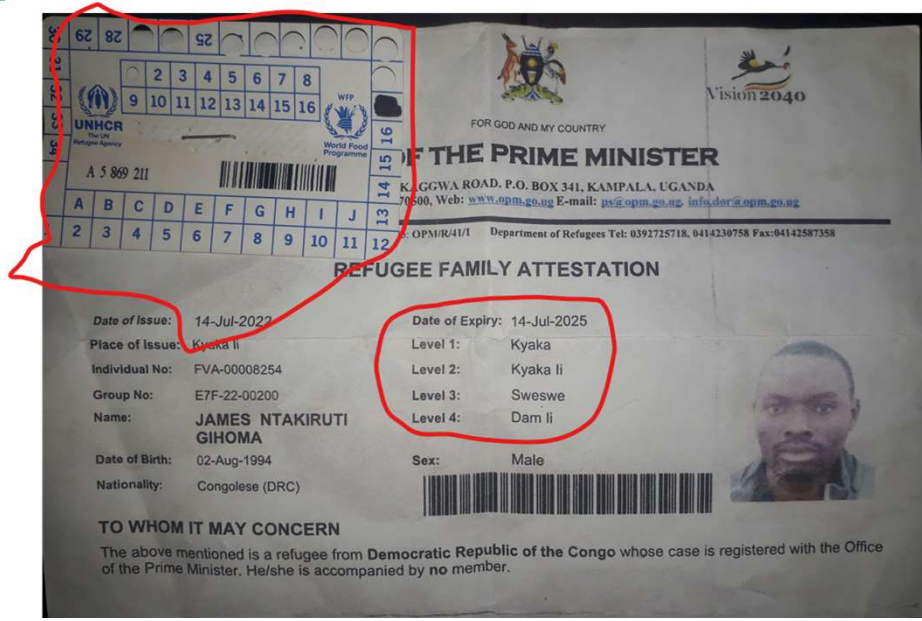 29 28 25
2 3 4 5 6 7 8
9 10 11 12 13 14 15 16
UNHCR
The UN
Refugee Agency
WFP
World Food
Programme
A 5 869 211
A B C D E F G H I J
2 3 4 5 6 7 8 9 10 11 12
13
14
15
16
31
32
33
34
Vision 2040
FOR GOD AND MY COUNTRY
OF THE PRIME MINISTER
KAGGWA ROAD. P.O. BOX 341, KAMPALA, UGANDA
Web: www.opm.go.ug E-mail: ps@opm.go.ug, info.dor@opm.go.ug
OPM/R/41/1 Department of Refugees Tel: 0392725718, 0414230758 Fax:04142587358
REFUGEE FAMILY ATTESTATION
Date of Issue: 14-Jul-2022 Date of Expiry: 14-Jul-2025
Place of Issue: Kyaka Ii Level 1: Kyaka
Individual No: FVA-00008254 Level 2: Kyaka Ii
Group No: E7F-22-00200 Level 3: Sweswe
Name: JAMES NTAKIRUTI Level 4: Dam Ii
GIHOMA
Date of Birth: 02-Aug-1994 Sex: Male
Nationality: Congolese (DRC)
TO WHOM IT MAY CONCERN
The above mentioned is a refugee from Democratic Republic of the Congo whose case is registered with the Office
of the Prime Minister. He/she is accompanied by no member.